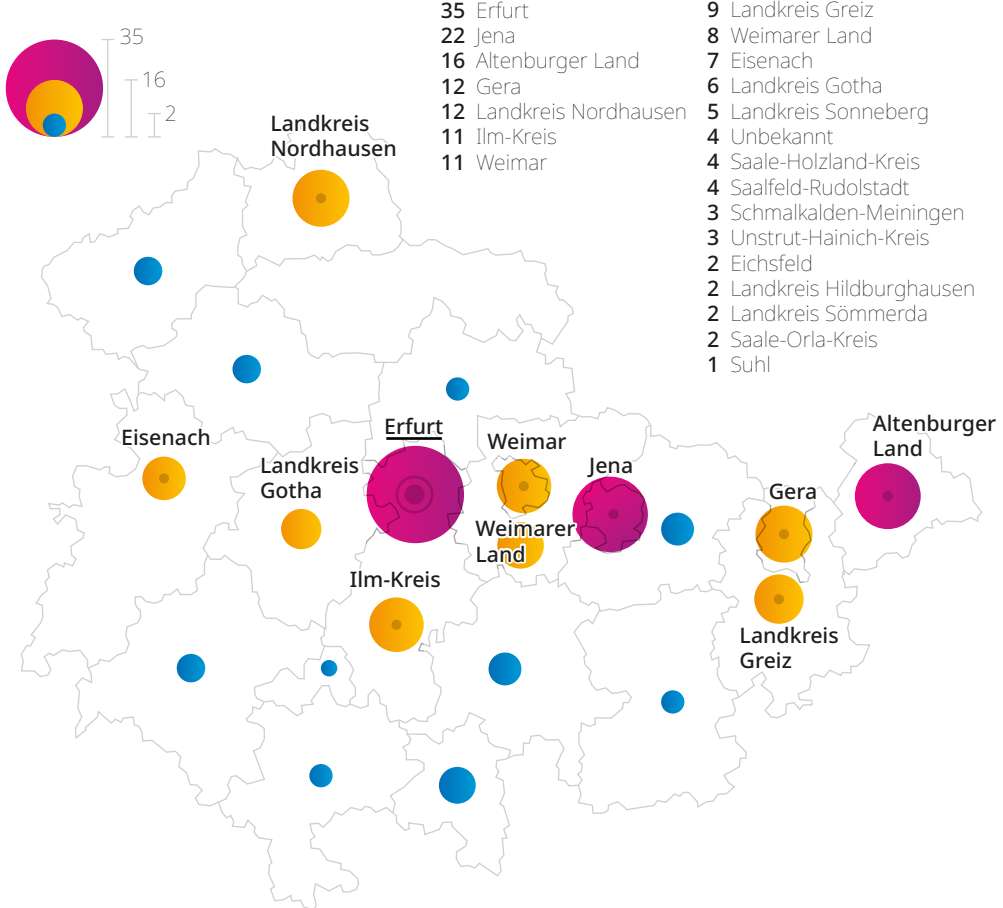 35
16
2
35 Erfurt
22 Jena
16 Altenburger Land
12 Gera
12 Landkreis Nordhausen
11 Ilm-Kreis
11 Weimar
9 Landkreis Greiz
8 Weimarer Land
7 Eisenach
6 Landkreis Gotha
5 Landkreis Sonneberg
4 Unbekannt
4 Saale-Holzland-Kreis
4 Saalfeld-Rudolstadt
3 Schmalkalden-Meiningen
3 Unstrut-Hainich-Kreis
2 Eichsfeld
2 Landkreis Hildburghausen
2 Landkreis Sömmerda
2 Saale-Orla-Kreis
1 Suhl
Landkreis
Nordhausen
Eisenach
Landkreis
Gotha
Erfurt
Weimar
Weimarer
Land
Jena
Gera
Altenburger
Land
Ilm-Kreis
Landkreis
Greiz